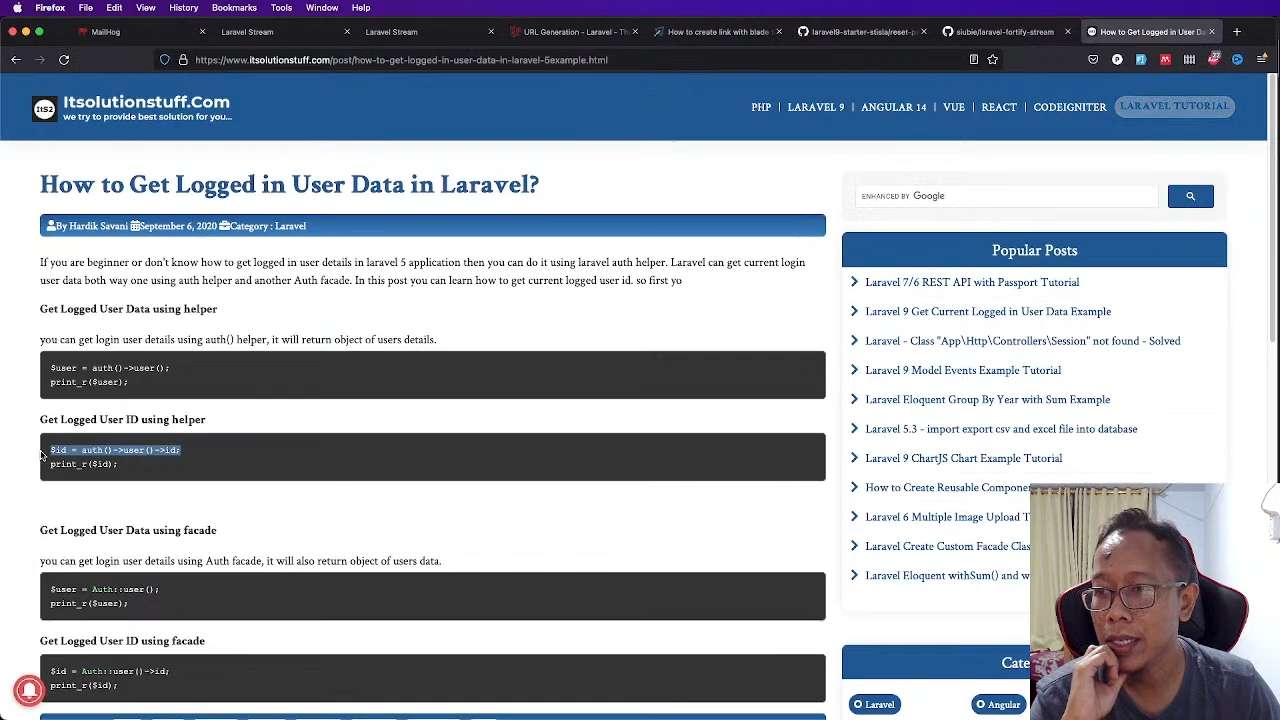 Firefox File Edit View History Bookmarks Tools Window Help
MailHog
Laravel Stream
Laravel Stream
URL Generation - Laravel - Th
How to create link with blade
laravel9-starter-stisla/reset-p
siubie/laravel-fortify-stream
How to Get Logged in User Da
https://www.itsolutionstuff.com/post/how-to-get-logged-in-user-data-in-laravel-5example.html
22
ItS2
Itsolutionstuff.Com
we try to provide best solution for you...
PHP | LARAVEL 9 | ANGULAR 14 | VUE | REACT | CODEIGNITER
LARAVEL TUTORIAL
How to Get Logged in User Data in Laravel?
By Hardik Savani September 6, 2020 Category : Laravel
If you are beginner or don't know how to get logged in user details in laravel 5 application then you can do it using laravel auth helper. Laravel can get current login
user data both way one using auth helper and another Auth facade. In this post you can learn how to get current logged user id. so first yo
Get Logged User Data using helper
you can get login user details using auth() helper, it will return object of users details.
$user = auth()->user();
print_r($user);
Get Logged User ID using helper
$id = auth()->user()->id;
print_r($id);
Get Logged User Data using facade
you can get login user details using Auth facade, it will also return object of users data.
$user = Auth::user();
print_r($user);
Get Logged User ID using facade
$id = Auth::user()->id;
print_r($id);
ENHANCED BY Google
Popular Posts
Laravel 7/6 REST API with Passport Tutorial
Laravel 9 Get Current Logged in User Data Example
Laravel - Class "App\Http\Controllers\Session" not found - Solved
Laravel 9 Model Events Example Tutorial
Laravel Eloquent Group By Year with Sum Example
Laravel 5.3 - import export csv and excel file into database
Laravel 9 ChartJS Chart Example Tutorial
How to Create Reusable Componen
Laravel 6 Multiple Image Upload T
Laravel Create Custom Facade Clas
Laravel Eloquent withSum() and w
Cate
Laravel
Angular